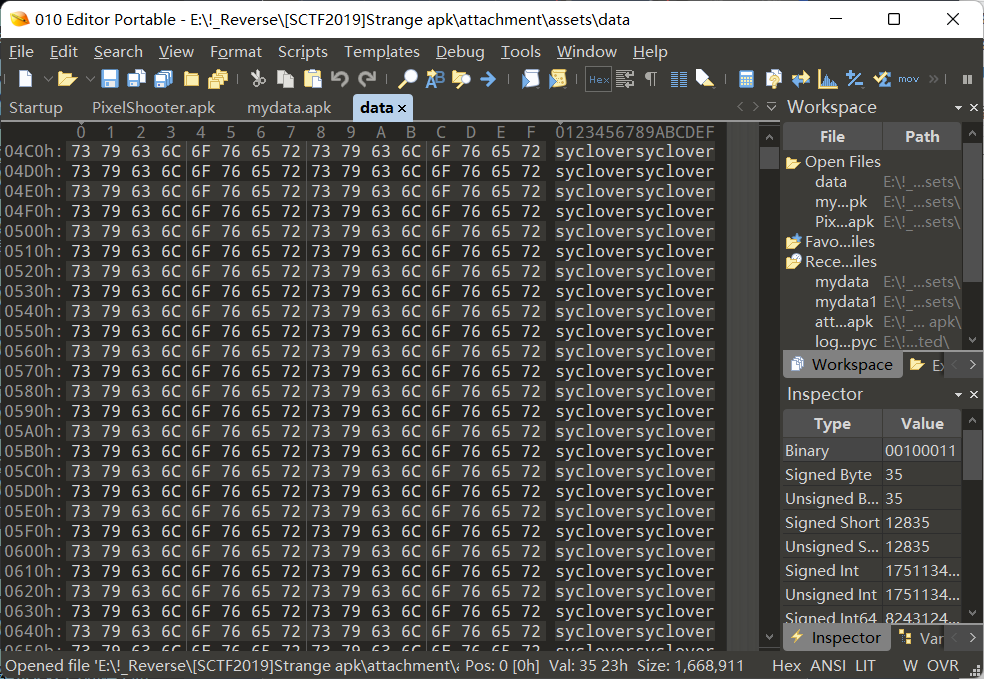 010 Editor Portable - E:\!_Reverse\[SCTF2019]Strange apk\attachment\assets\data
File Edit Search View Format Scripts Templates Debug Tools Window Help
Hex mov »
Startup PixelShooter.apk mydata.apk data × Workspace
0 1 2 3 4 5 6 7 8 9 A B C D E F 0123456789ABCDEF
04C0h: 73 79 63 6C 6F 76 65 72 73 79 63 6C 6F 76 65 72 sycloversyclover
04D0h: 73 79 63 6C 6F 76 65 72 73 79 63 6C 6F 76 65 72 sycloversyclover
04E0h: 73 79 63 6C 6F 76 65 72 73 79 63 6C 6F 76 65 72 sycloversyclover
04F0h: 73 79 63 6C 6F 76 65 72 73 79 63 6C 6F 76 65 72 sycloversyclover
0500h: 73 79 63 6C 6F 76 65 72 73 79 63 6C 6F 76 65 72 sycloversyclover
0510h: 73 79 63 6C 6F 76 65 72 73 79 63 6C 6F 76 65 72 sycloversyclover
0520h: 73 79 63 6C 6F 76 65 72 73 79 63 6C 6F 76 65 72 sycloversyclover
0530h: 73 79 63 6C 6F 76 65 72 73 79 63 6C 6F 76 65 72 sycloversyclover
0540h: 73 79 63 6C 6F 76 65 72 73 79 63 6C 6F 76 65 72 sycloversyclover
0550h: 73 79 63 6C 6F 76 65 72 73 79 63 6C 6F 76 65 72 sycloversyclover
0560h: 73 79 63 6C 6F 76 65 72 73 79 63 6C 6F 76 65 72 sycloversyclover
0570h: 73 79 63 6C 6F 76 65 72 73 79 63 6C 6F 76 65 72 sycloversyclover
0580h: 73 79 63 6C 6F 76 65 72 73 79 63 6C 6F 76 65 72 sycloversyclover
0590h: 73 79 63 6C 6F 76 65 72 73 79 63 6C 6F 76 65 72 sycloversyclover
05A0h: 73 79 63 6C 6F 76 65 72 73 79 63 6C 6F 76 65 72 sycloversyclover
05B0h: 73 79 63 6C 6F 76 65 72 73 79 63 6C 6F 76 65 72 sycloversyclover
05C0h: 73 79 63 6C 6F 76 65 72 73 79 63 6C 6F 76 65 72 sycloversyclover
05D0h: 73 79 63 6C 6F 76 65 72 73 79 63 6C 6F 76 65 72 sycloversyclover
05E0h: 73 79 63 6C 6F 76 65 72 73 79 63 6C 6F 76 65 72 sycloversyclover
05F0h: 73 79 63 6C 6F 76 65 72 73 79 63 6C 6F 76 65 72 sycloversyclover
0600h: 73 79 63 6C 6F 76 65 72 73 79 63 6C 6F 76 65 72 sycloversyclover
0610h: 73 79 63 6C 6F 76 65 72 73 79 63 6C 6F 76 65 72 sycloversyclover
0620h: 73 79 63 6C 6F 76 65 72 73 79 63 6C 6F 76 65 72 sycloversyclover
0630h: 73 79 63 6C 6F 76 65 72 73 79 63 6C 6F 76 65 72 sycloversyclover
0640h: 73 79 63 6C 6F 76 65 72 73 79 63 6C 6F 76 65 72 sycloversyclover
File Path
Open Files
data E:\!_...sets\
my...pk E:\!_...sets\
Pix...apk E:\!_...sets\
Favo...iles
Rece...iles
mydata E:\!_...sets\
mydata1 E:\!_...sets\
att...apk E:\!_... apk\
log...pyc E:\!...ted\
Workspace Ex
Inspector
Type Value
Binary 00100011
Signed Byte 35
Unsigned B... 35
Signed Short 12835
Unsigned S... 12835
Signed Int 1751134...
Unsigned Int 1751134...
Signed Int64 8243124...
Inspector Var
Opened file 'E:\!_Reverse\[SCTF2019]Strange apk\attachment\a Pos: 0 [0h] Val: 35 23h Size: 1,668,911 Hex ANSI LIT W OVR